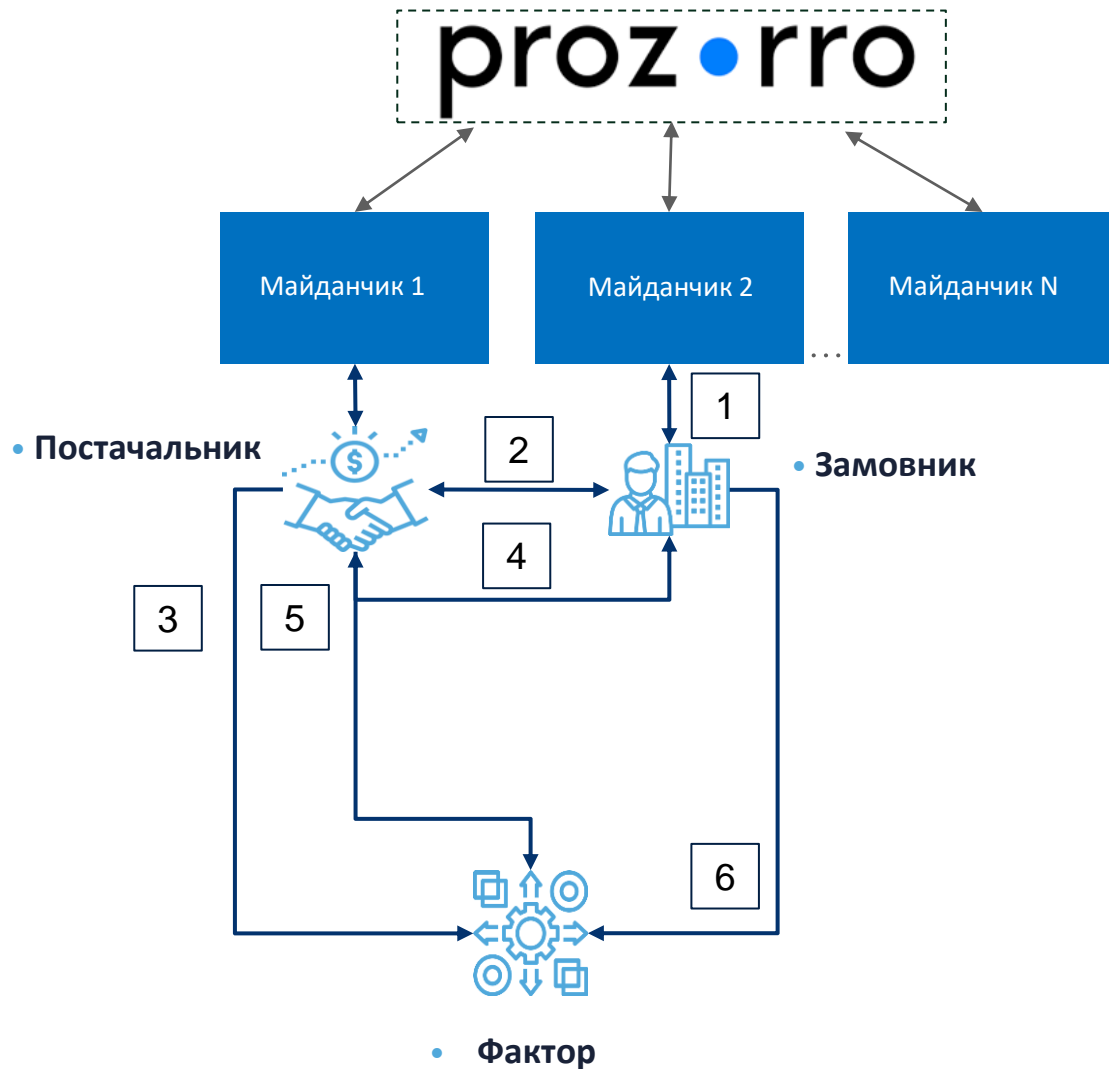 prozorro
Майданчик 1
Майданчик 2
...
Майданчик N
1
• Постачальник
2
• Замовник
4
3
5
6
• Фактор